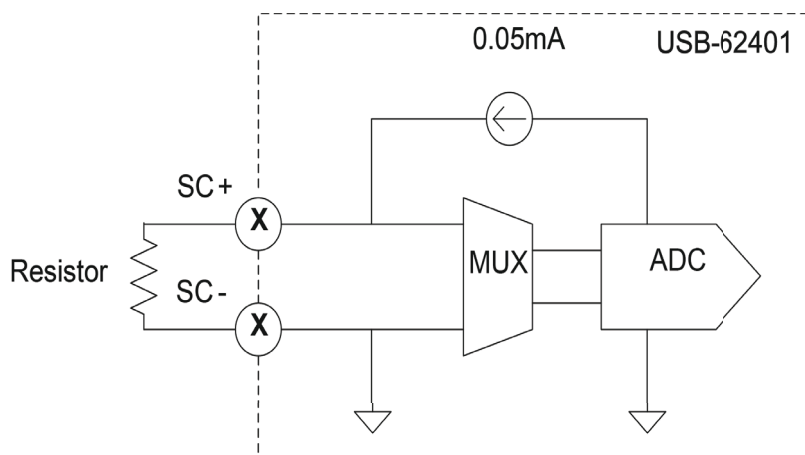 0.05mA
USB-62401
SC+
X
Resistor
SC-
X
MUX
ADC